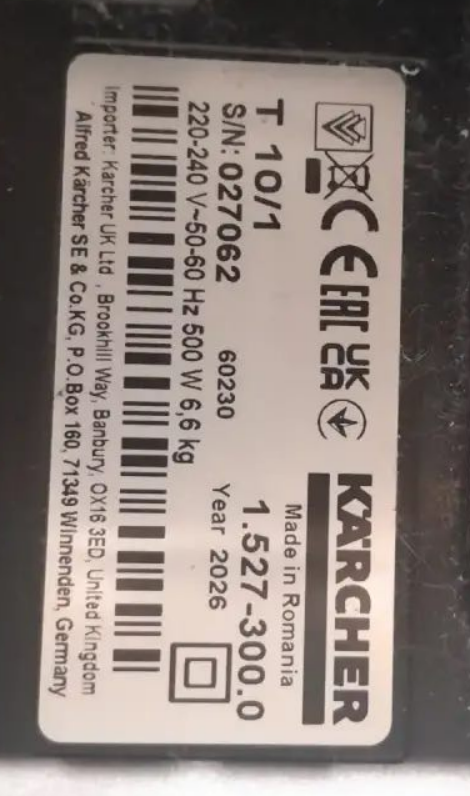 CE EAC UK CA
KÄRCHER
Made in Romania
T 10/1
1.527-300.0
S/N: 027062 60230 Year 2026
220-240 V~50-60 Hz 500 W 6,6 kg
Importer: Karcher UK Ltd , Brookhill Way, Banbury, OX16 3ED, United Kingdom
Alfred Kärcher SE & Co.KG, P.O.Box 160, 71349 Winnenden, Germany